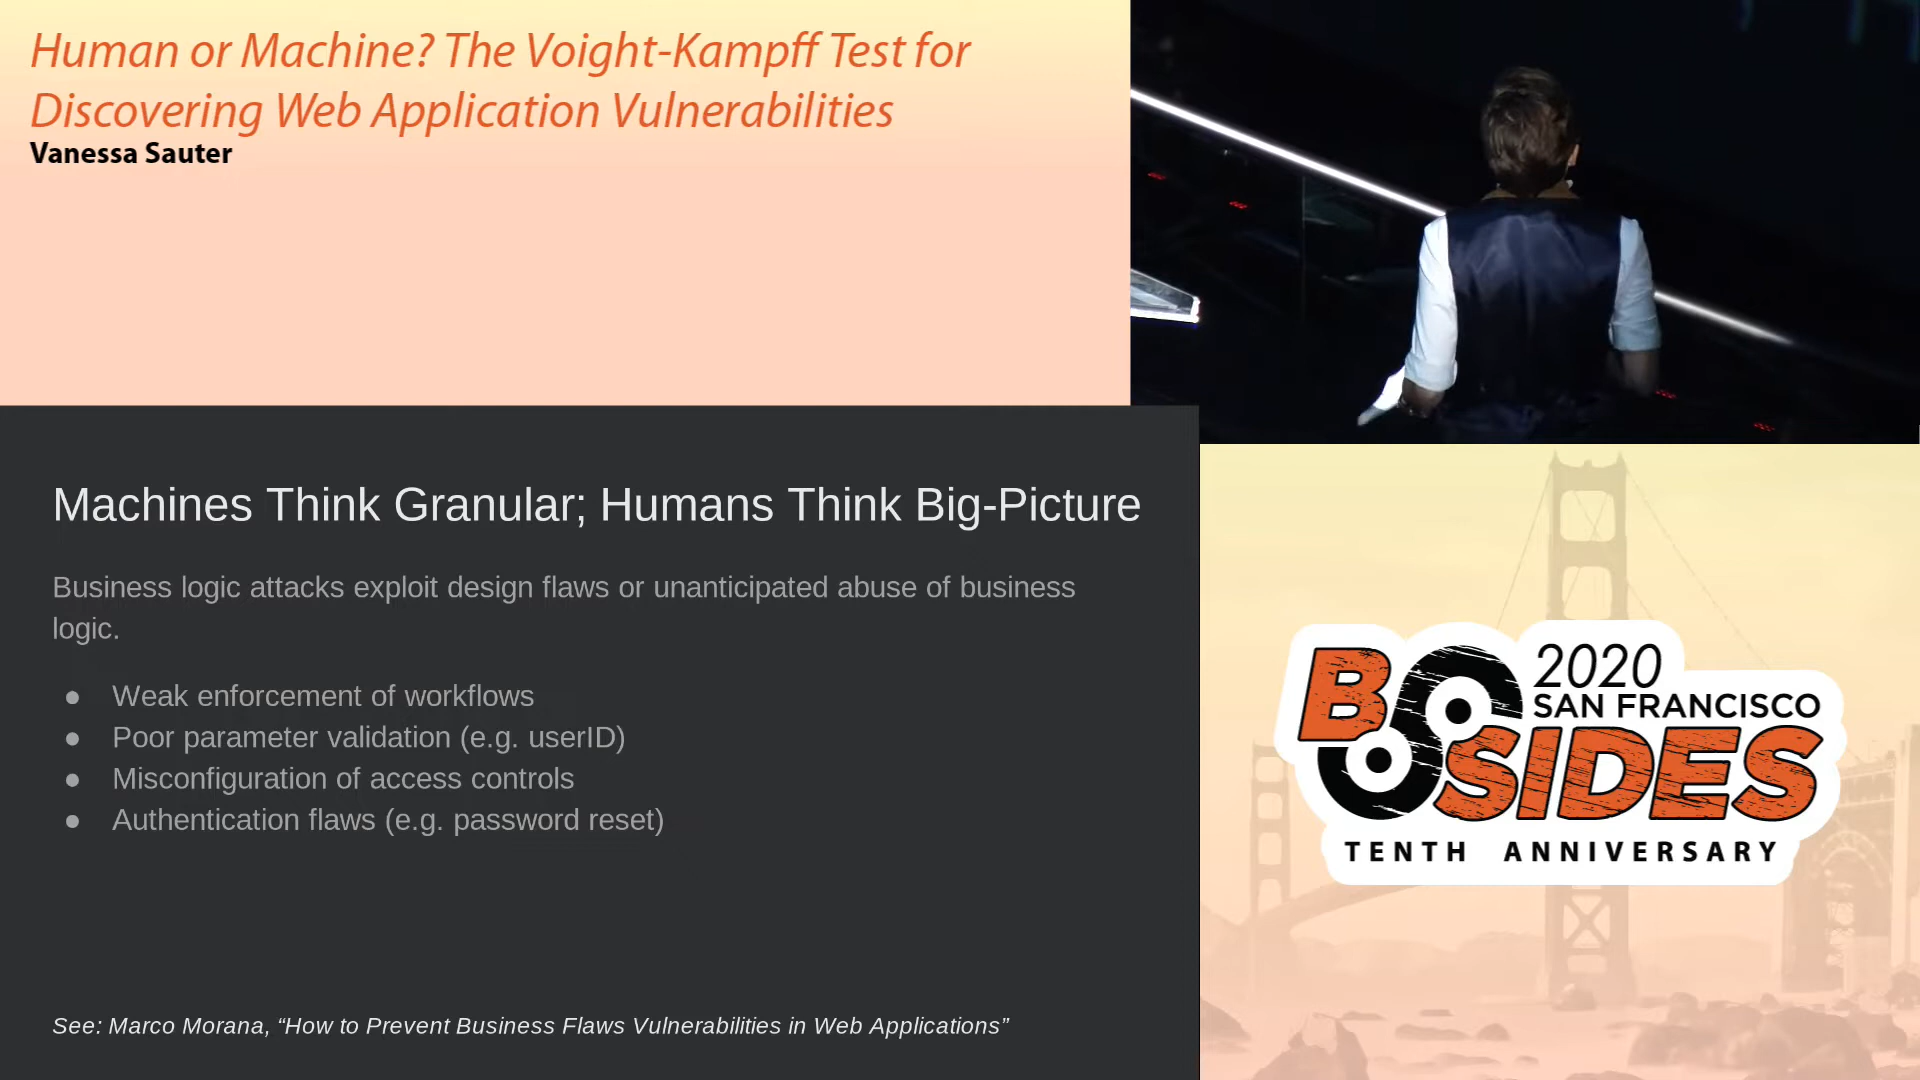 Human or Machine? The Voight-Kampff Test for
Discovering Web Application Vulnerabilities
Vanessa Sauter
Machines Think Granular; Humans Think Big-Picture
Business logic attacks exploit design flaws or unanticipated abuse of business
logic.
● Weak enforcement of workflows
● Poor parameter validation (e.g. userID)
● Misconfiguration of access controls
● Authentication flaws (e.g. password reset)
See: Marco Morana, “How to Prevent Business Flaws Vulnerabilities in Web Applications”
2020
SAN FRANCISCO
B SIDES
TENTH ANNIVERSARY